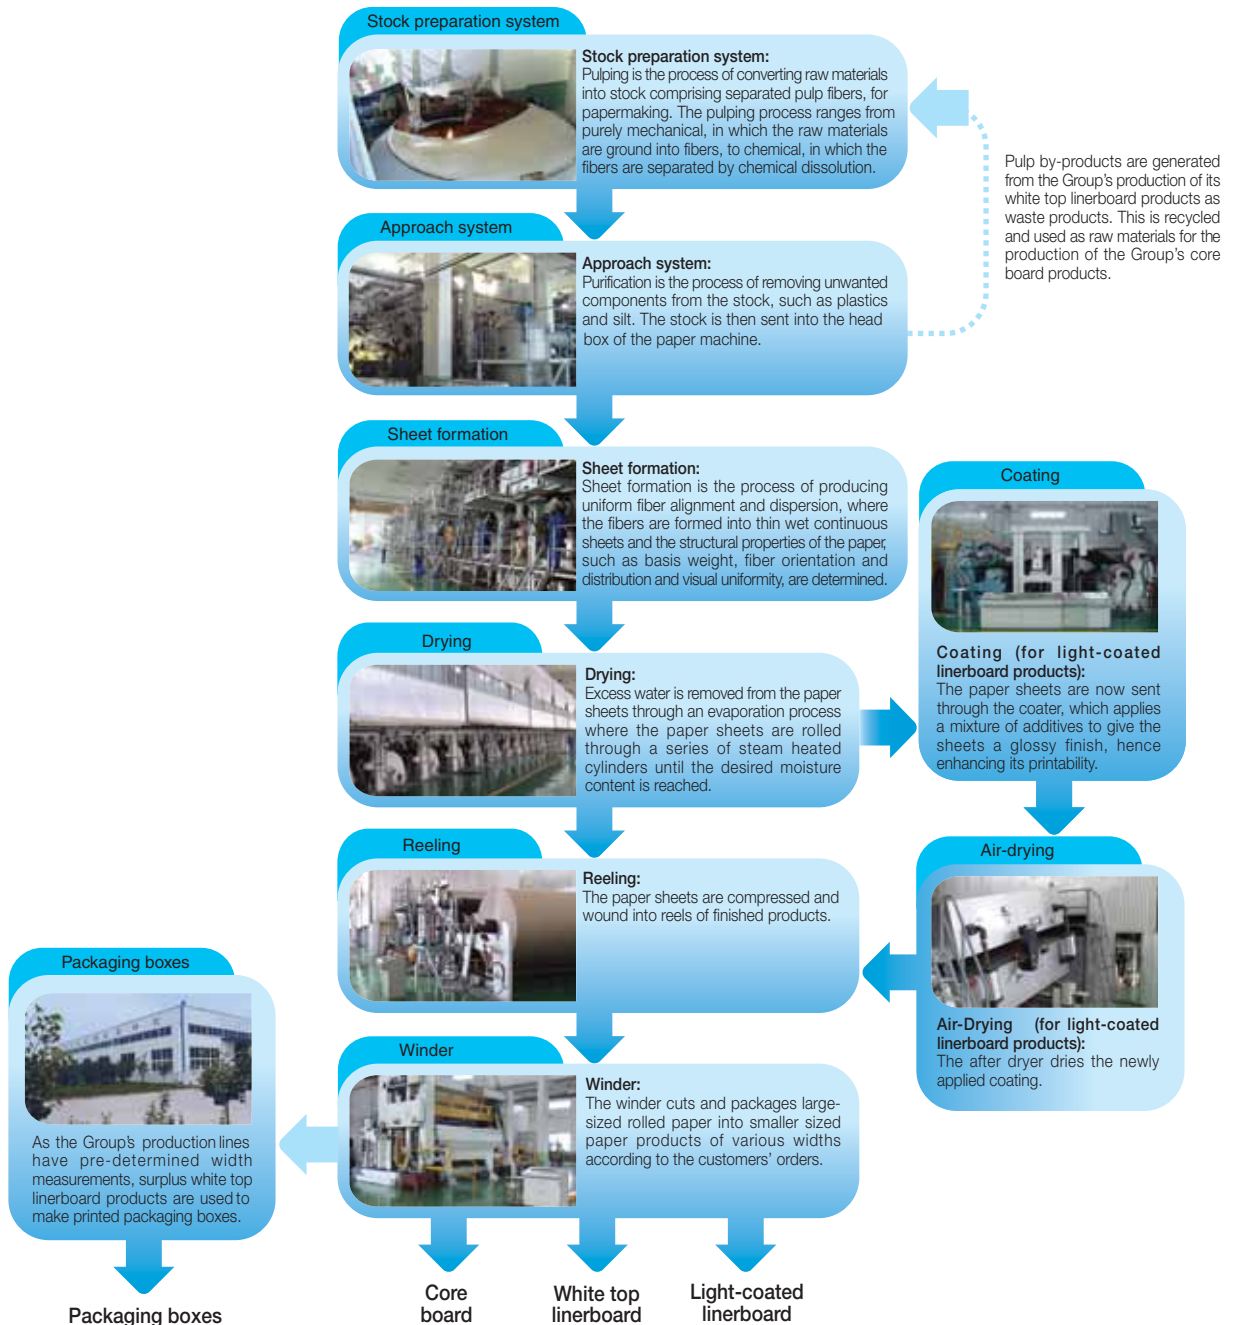 Stock preparation system
Stock preparation system:
Pulping is the process of converting raw materials
into stock comprising separated pulp fibers, for
papermaking. The pulping process ranges from
purely mechanical, in which the raw materials
are ground into fibers, to chemical, in which the
fibers are separated by chemical dissolution.
Pulp by-products are generated
from the Group's production of its
white top linerboard products as
waste products. This is recycled
and used as raw materials for the
production of the Group's core
board products.
Approach system
Approach system:
Purification is the process of removing unwanted
components from the stock, such as plastics
and silt. The stock is then sent into the head
box of the paper machine.
Sheet formation
Sheet formation:
Sheet formation is the process of producing
uniform fiber alignment and dispersion, where
the fibers are formed into thin wet continuous
sheets and the structural properties of the paper,
such as basis weight, fiber orientation and
distribution and visual uniformity, are determined.
Coating
Coating (for light-coated
linerboard products):
The paper sheets are now sent
through the coater, which applies
a mixture of additives to give the
sheets a glossy finish, hence
enhancing its printability.
Drying
Drying:
Excess water is removed from the paper
sheets through an evaporation process
where the paper sheets are rolled
through a series of steam heated
cylinders until the desired moisture
content is reached.
Reeling
Reeling:
The paper sheets are compressed and
wound into reels of finished products.
Air-drying
Air-Drying (for light-coated
linerboard products):
The after dryer dries the newly
applied coating.
Packaging boxes
As the Group's production lines
have pre-determined width
measurements, surplus white top
linerboard products are used to
make printed packaging boxes.
Winder
Winder:
The winder cuts and packages large-
sized rolled paper into smaller sized
paper products of various widths
according to the customers' orders.
Packaging boxes
Core
board
White top
linerboard
Light-coated
linerboard